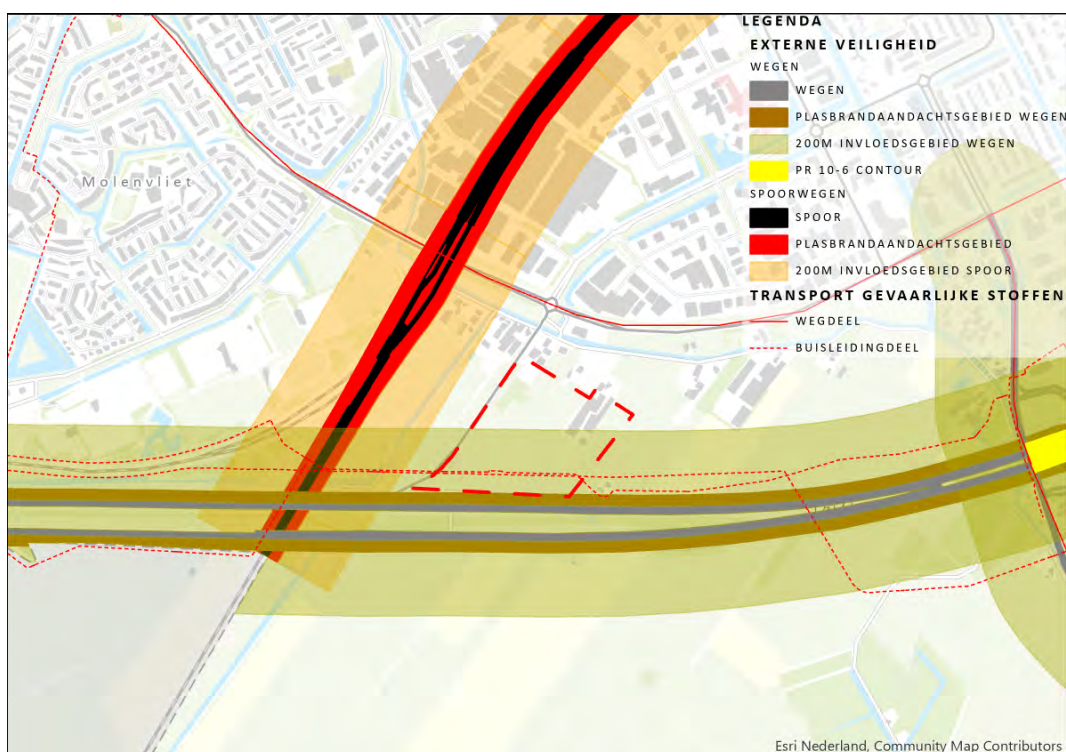 LEGENDA
EXTERNE VEILIGHEID
WEGEN
WEGEN
PLASBRANDAANDACHTSGEBIED WEGEN
200M INVLOEDSGEBIED WEGEN
PR 10-6 CONTOUR
SPOORWEGEN
SPOOR
PLASBRANDAANDACHTSGEBIED
200M INVLOEDSGEBIED SPOOR
TRANSPORT GEVAARLIJKE STOFFEN
WEGDEEL
BUISLEIDINGDEEL
Molenvliet
Esri Nederland, Community Map Contributors